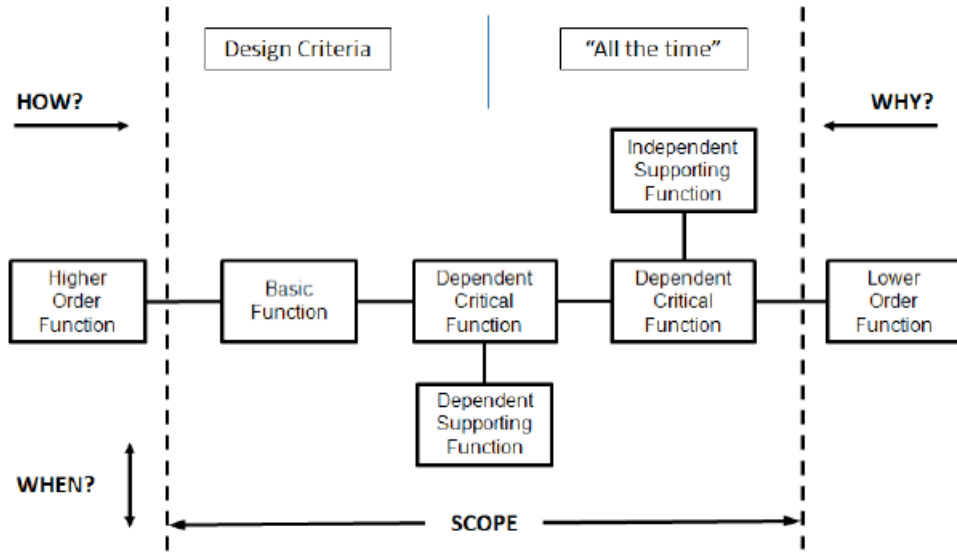 Design Criteria
“All the time”
HOW?
WHY?
Independent
Supporting
Function
Higher
Order
Function
Basic
Function
Dependent
Critical
Function
Dependent
Critical
Function
Lower
Order
Function
Dependent
Supporting
Function
WHEN?
SCOPE